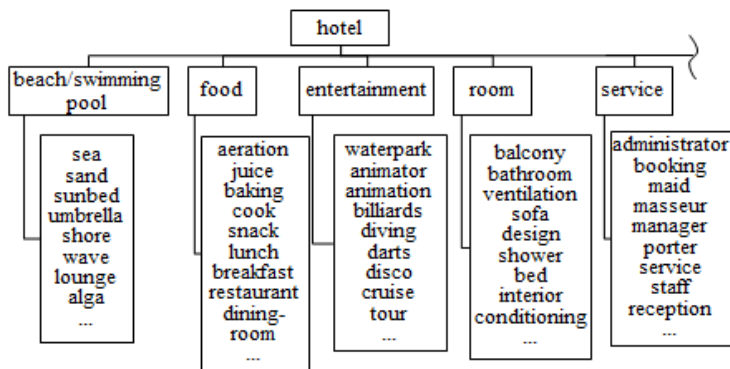 hotel
beach/swimming
pool
food
entertainment
room
service
sea
sand
sunbed
umbrella
shore
wave
lounge
alga
...
aeration
juice
baking
cook
snack
lunch
breakfast
restaurant
dining-
room
...
waterpark
animator
animation
billiards
diving
darts
disco
cruise
tour
...
balcony
bathroom
ventilation
sofa
design
shower
bed
interior
conditioning
...
administrator
booking
maid
masseur
manager
porter
service
staff
reception
...